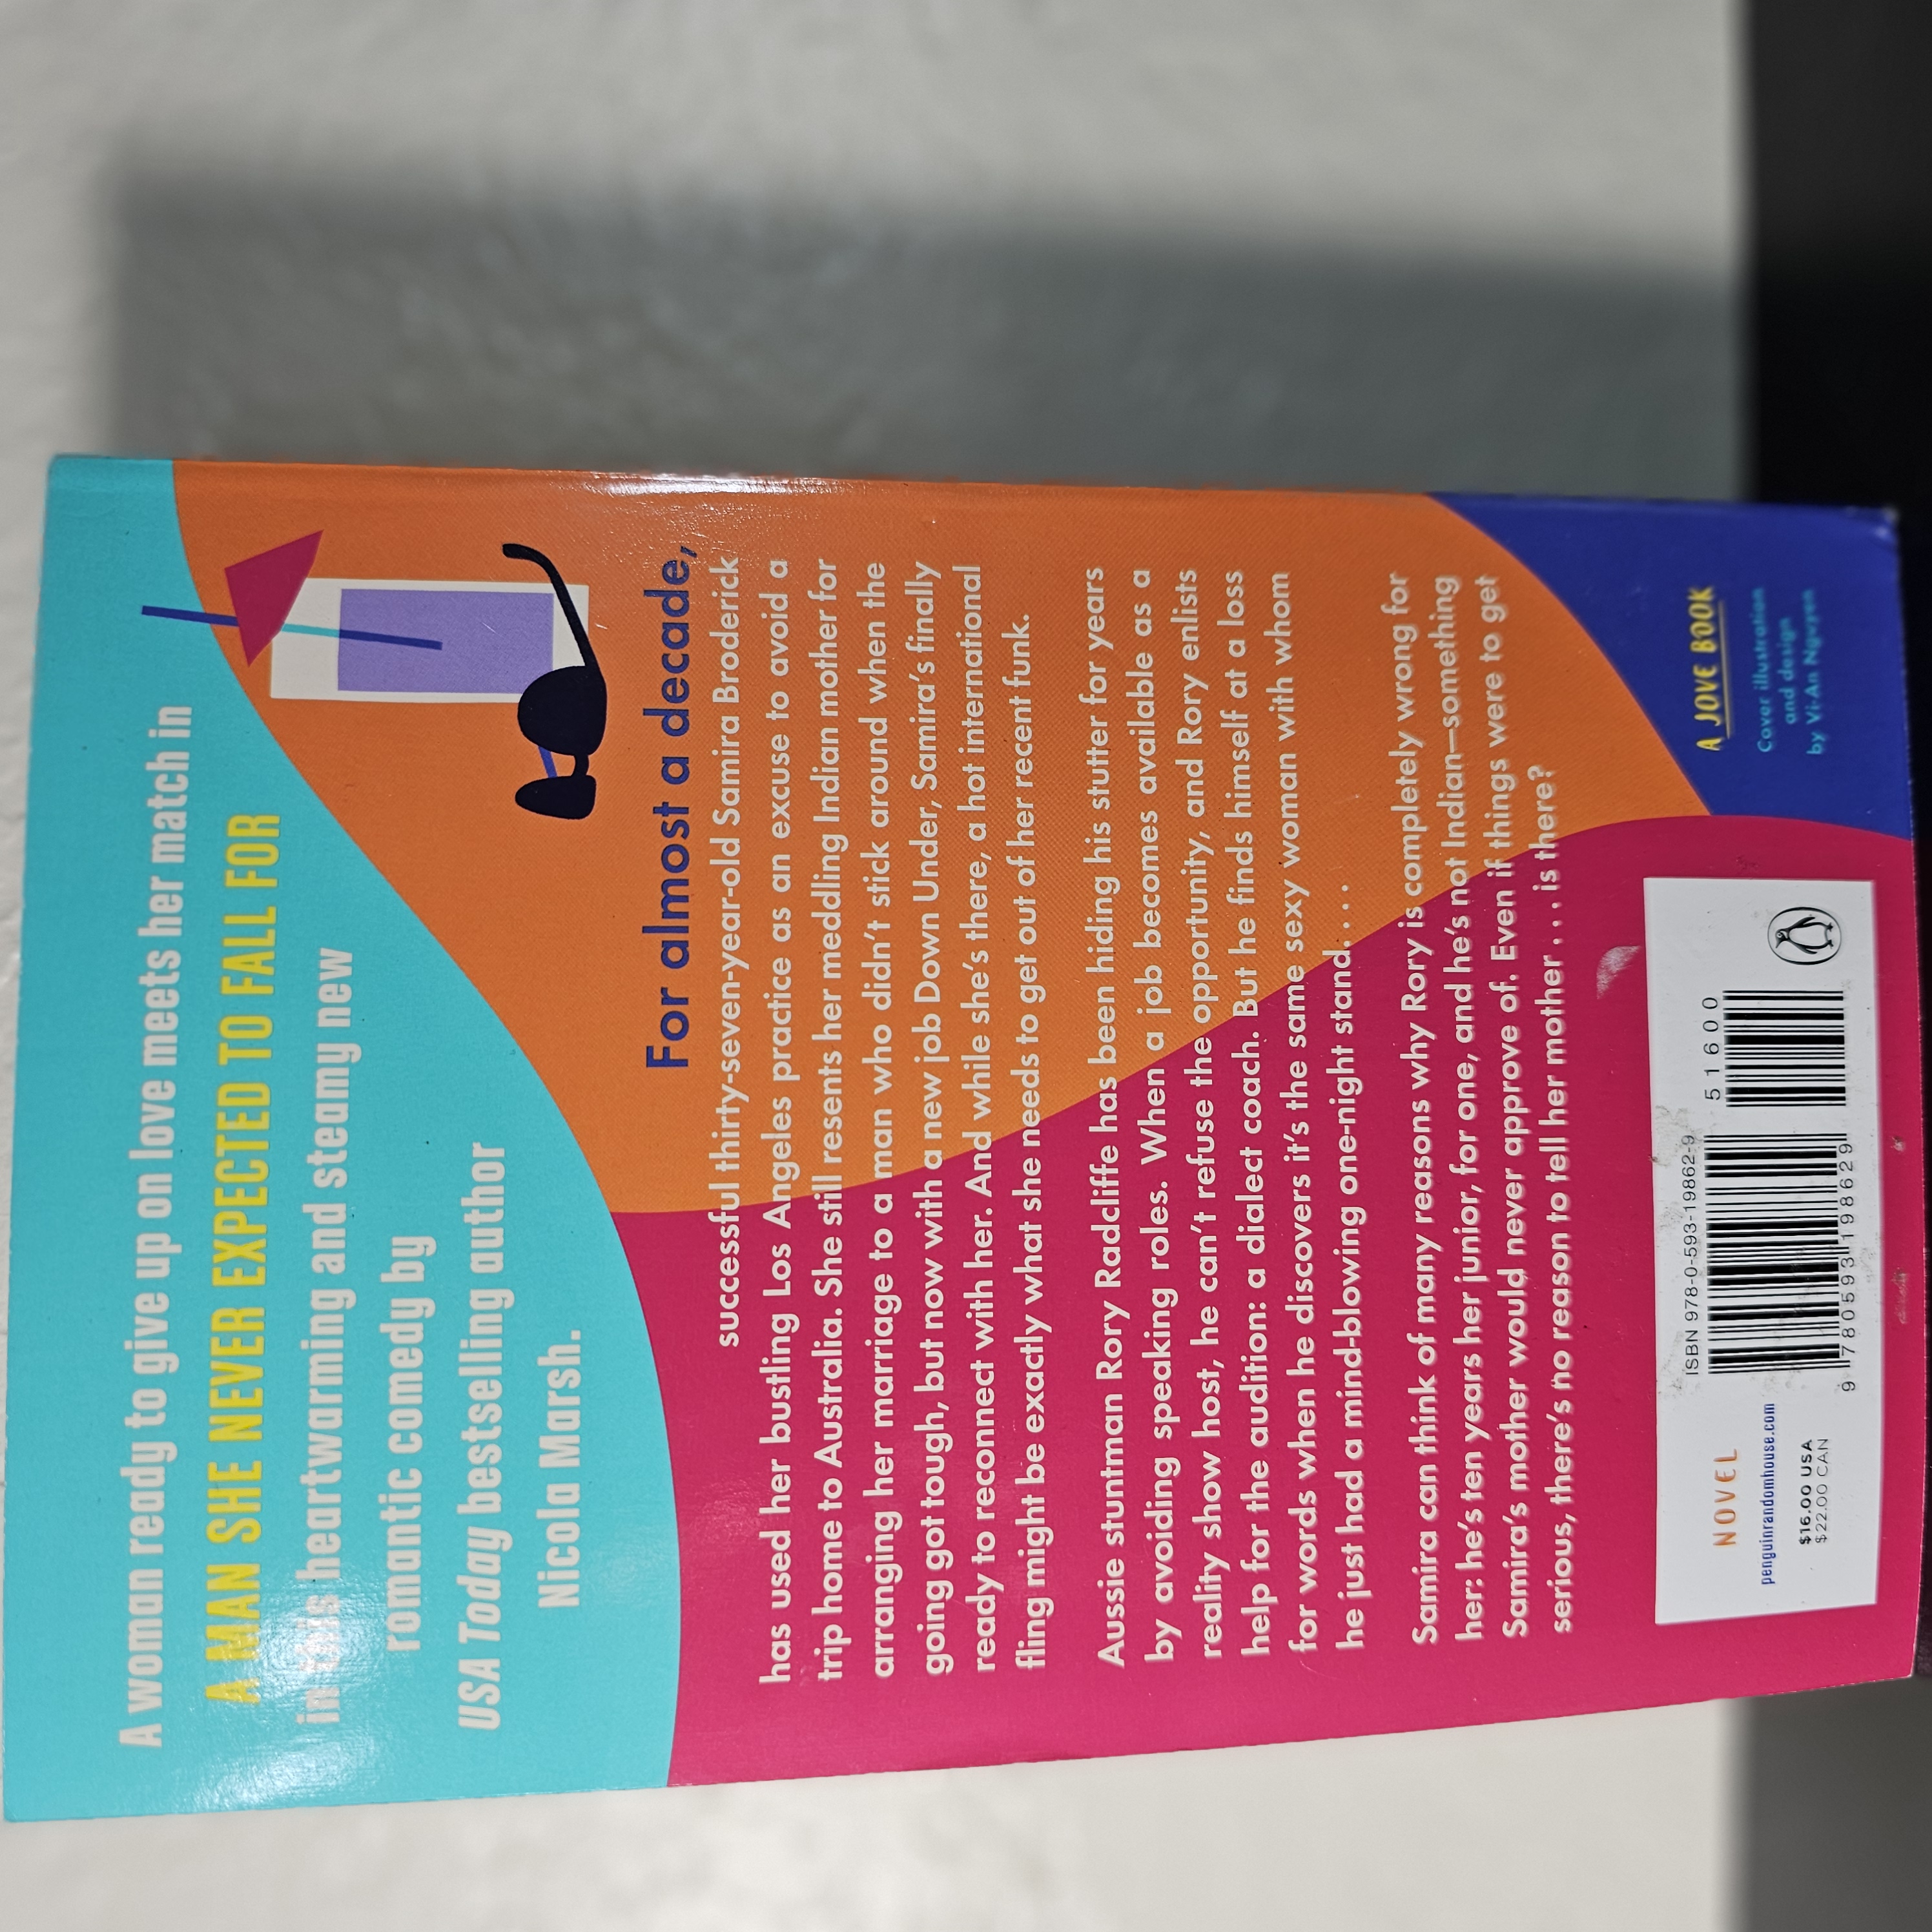 A woman ready to give up on love meets her match in
A MAN SHE NEVER EXPECTED TO FALL FOR
in this heartwarming and steamy new
romantic comedy by
USA Today bestselling author
Nicola Marsh.
For almost a decade,
successful thirty-seven-year-old Samira Broderick
has used her bustling Los Angeles practice as an excuse to avoid a
trip home to Australia. She still resents her meddling Indian mother for
arranging her marriage to a man who didn't stick around when the
going got tough, but now with a new job Down Under, Samira's finally
ready to reconnect with her. And while she's there, a hot international
fling might be exactly what she needs to get out of her recent funk.
Aussie stuntman Rory Radcliffe has been hiding his stutter for years
by avoiding speaking roles. When a job becomes available as a
reality show host, he can't refuse the opportunity, and Rory enlists
help for the audition: a dialect coach. But he finds himself at a loss
for words when he discovers it's the same sexy woman with whom
he just had a mind-blowing one-night stand. . . .
Samira can think of many reasons why Rory is completely wrong for
her: he's ten years her junior, for one, and he's not Indian—something
Samira's mother would never approve of. Even if things were to get
serious, there's no reason to tell her mother . . . is there?
NOVEL
penguinrandomhouse.com
$16.00 USA
$22.00 CAN
ISBN 978-0-593-19862-9
51600
9 780593 198629
A JOVE BOOK
Cover illustration
and design
by Vi-An Nguyen